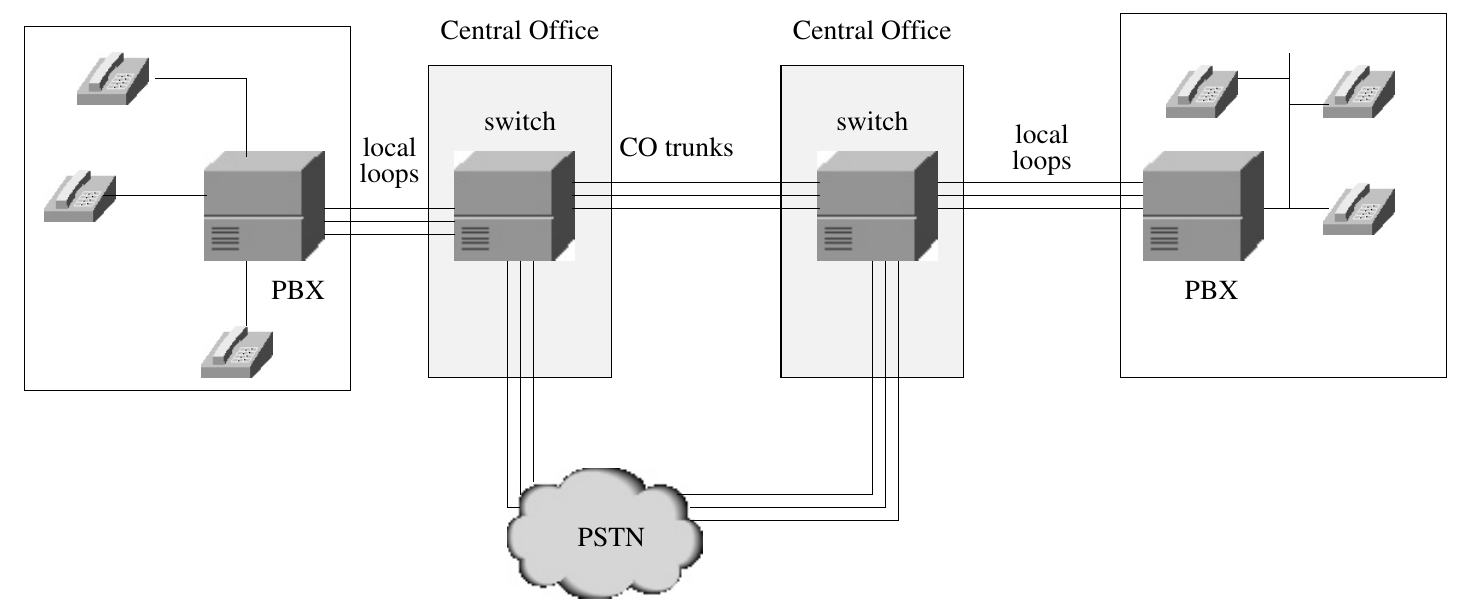 Central Office
Central Office
switch
switch
local
loops
CO trunks
local
loops
PBX
PBX
PSTN